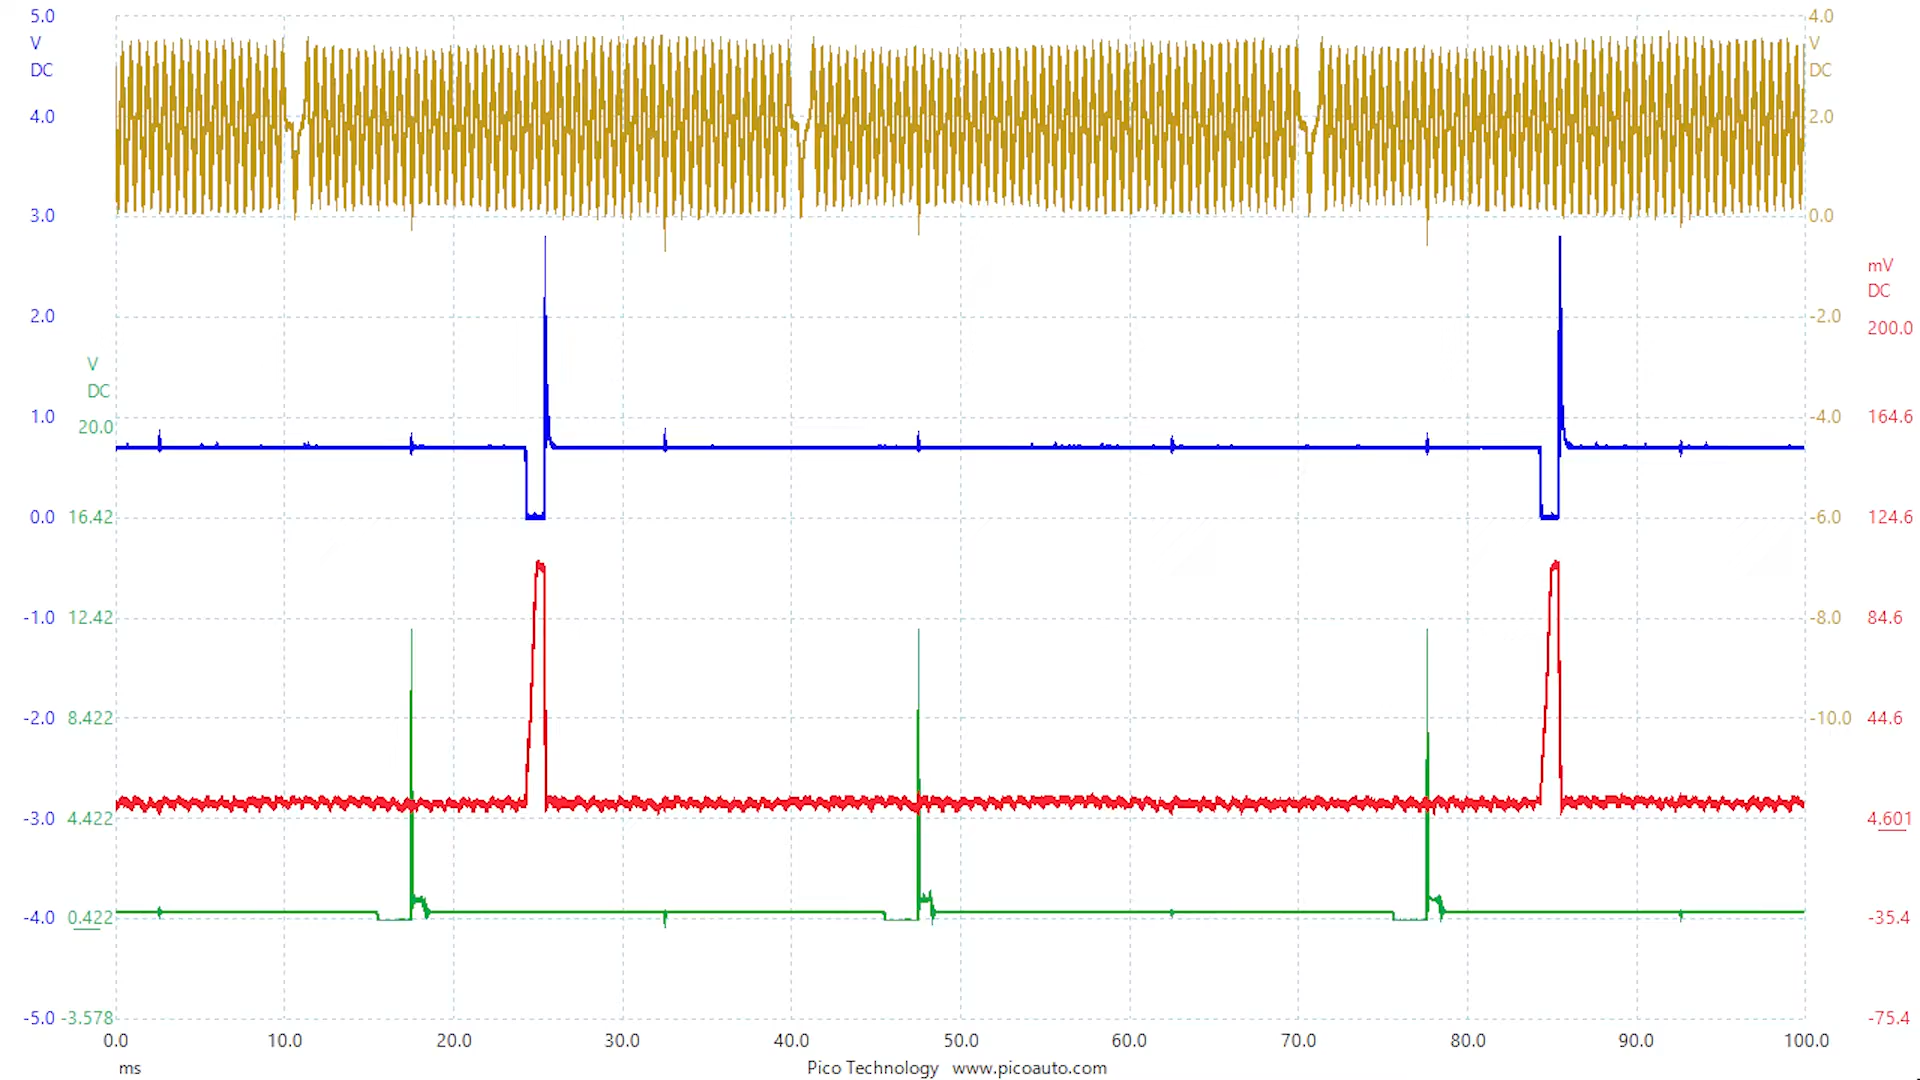 5.0 4.0
V V
DC DC
4.0 2.0
3.0 0.0
mV
DC
2.0 -2.0 200.0
V
DC
1.0 20.0 -4.0 164.6
0.0 16.42 -6.0 124.6
-1.0 12.42 -8.0 84.6
-2.0 8.422 -10.0 44.6
-3.0 4.422 4.601
-4.0 0.422 -35.4
-5.0 -3.578 -75.4
0.0 10.0 20.0 30.0 40.0 50.0 60.0 70.0 80.0 90.0 100.0
ms Pico Technology www.picoauto.com